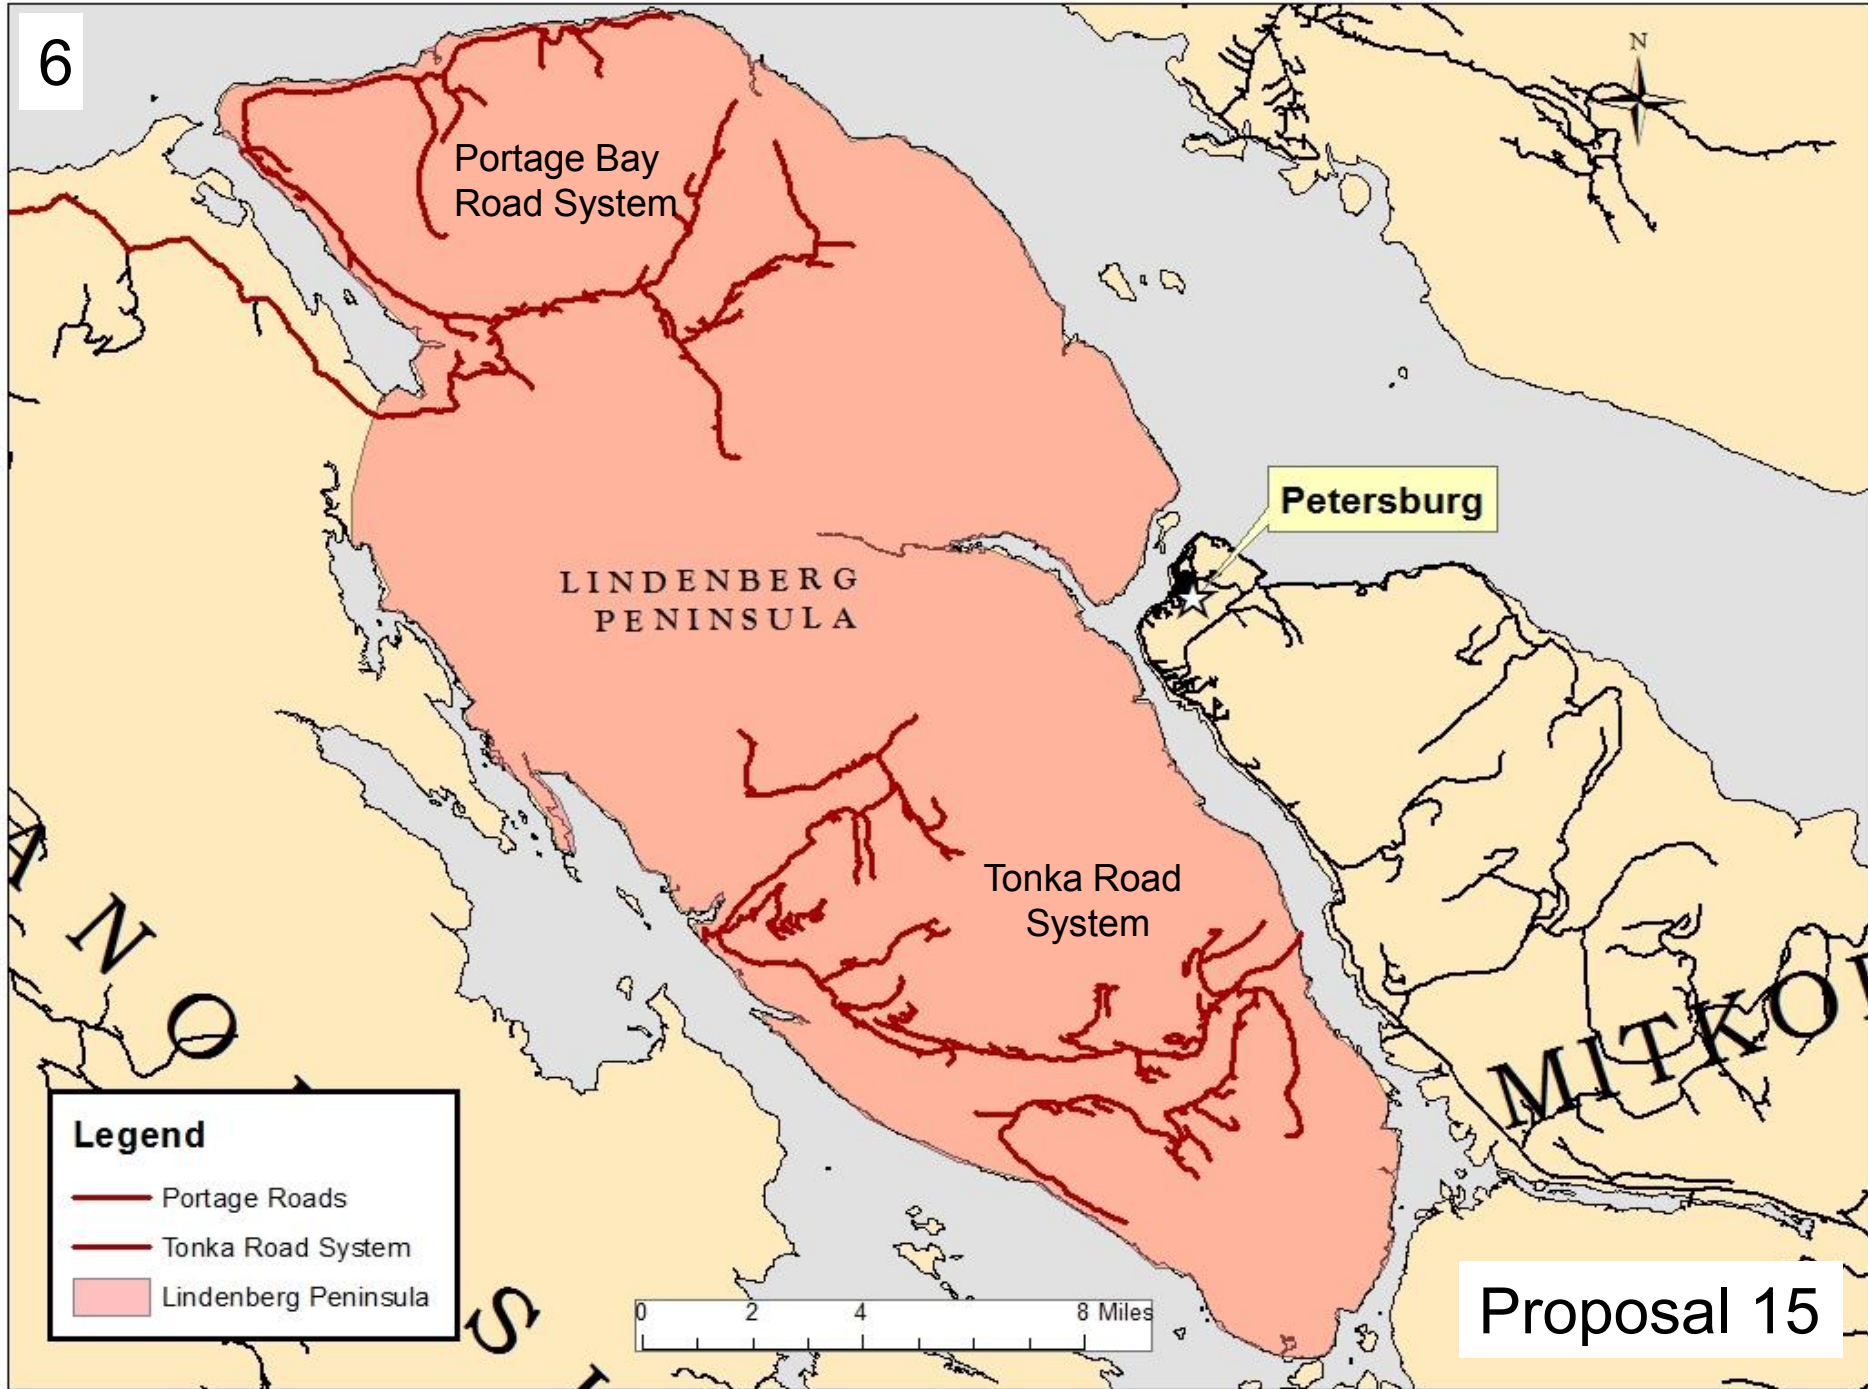 6
N
Portage Bay
Road System
Petersburg
LINDENBERG
PENINSULA
Tonka Road
System
MITKO
ANO
S
Legend
Portage Roads
Tonka Road System
Lindenberg Peninsula
0 2 4 8 Miles
Proposal 15